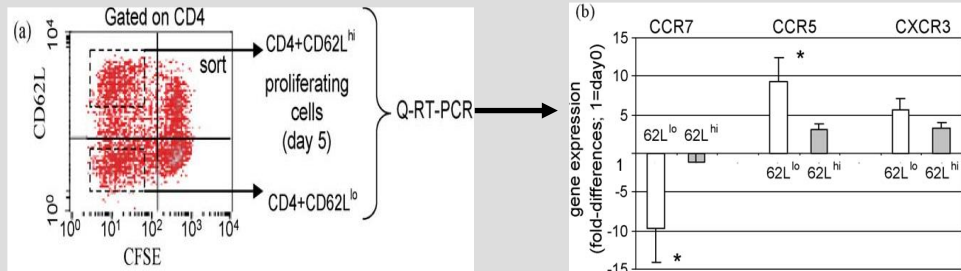 (a)
Gated on CD4
10⁴
CD62L
10⁰
sort
10⁰ 10¹ 10² 10³ 10⁴
CFSE
CD4+CD62Lhi
proliferating
cells
(day 5)
CD4+CD62Llo
Q-RT-PCR
(b)
CCR7 CCR5 CXCR3
gene expression
(fold-differences; 1=day0)
15
10
5
1
-5
-10
-15
62Llo 62Lhi
*
*
62Llo 62Lhi 62Llo 62Lhi